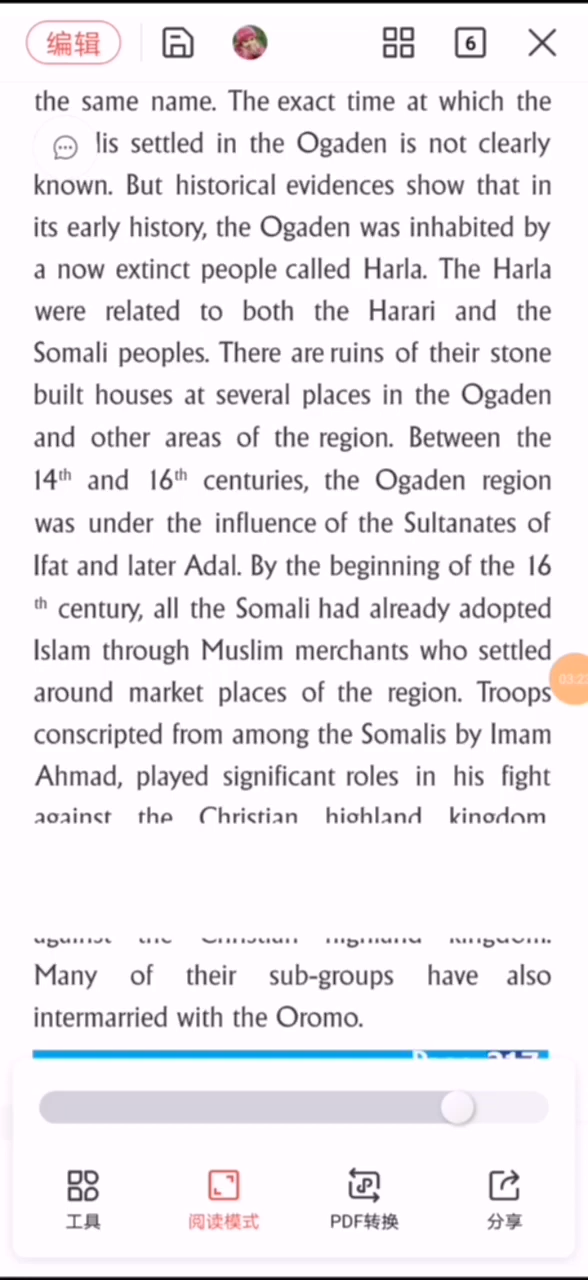 编辑
6
the same name. The exact time at which the
lis settled in the Ogaden is not clearly
known. But historical evidences show that in
its early history, the Ogaden was inhabited by
a now extinct people called Harla. The Harla
were related to both the Harari and the
Somali peoples. There are ruins of their stone
built houses at several places in the Ogaden
and other areas of the region. Between the
14th and 16th centuries, the Ogaden region
was under the influence of the Sultanates of
Ifat and later Adal. By the beginning of the 16
th century, all the Somali had already adopted
Islam through Muslim merchants who settled
around market places of the region. Troops
conscripted from among the Somalis by Imam
Ahmad, played significant roles in his fight
against the Christian highland kingdom
against the Christian highland kingdom.
Many of their sub-groups have also
intermarried with the Oromo.
Page 217
工具 阅读模式 PDF转换 分享